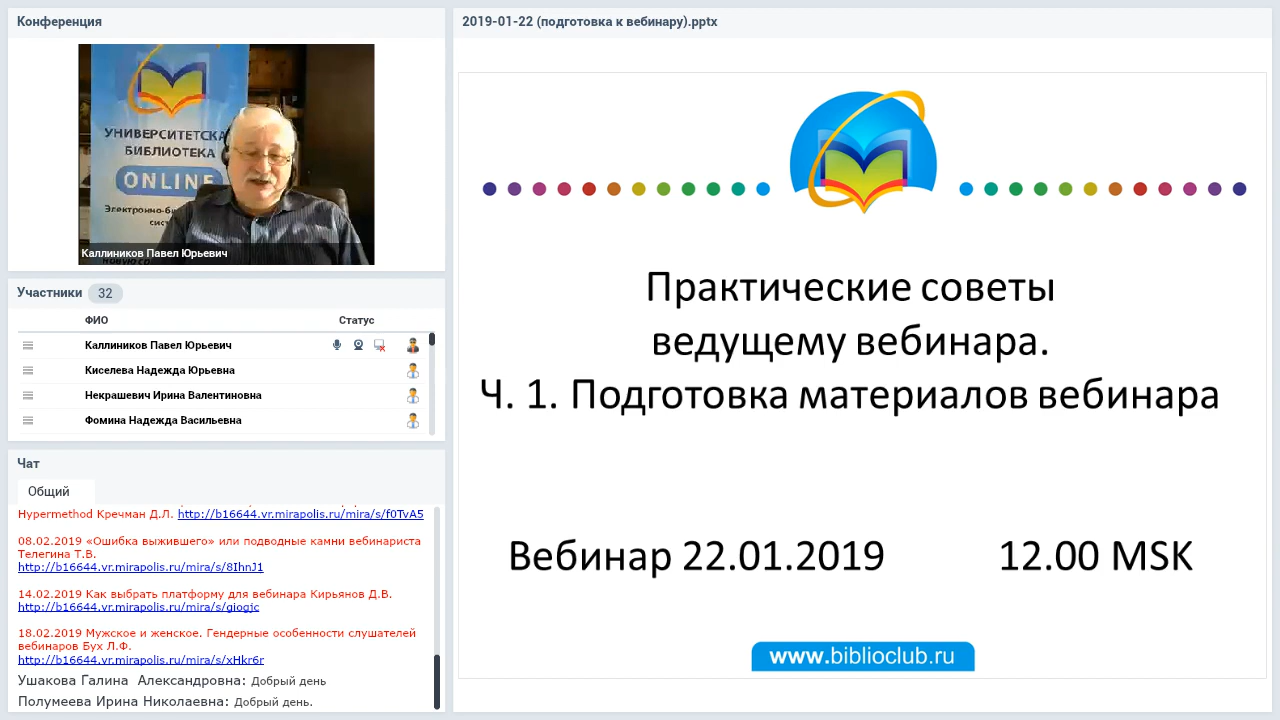 Конференция
УНИВЕРСИТЕТСКА
БИБЛИОТЕКА
ONLINE
Каллиников Павел Юрьевич
Участники 32
ФИО Статус
Каллиников Павел Юрьевич
Киселева Надежда Юрьевна
Некрашевич Ирина Валентиновна
Фомина Надежда Васильевна
Чат
Общий
Hypermethod Кречман Д.Л. http://b16644.vr.mirapolis.ru/mira/s/f0TvA5
08.02.2019 «Ошибка выжившего» или подводные камни вебинариста
Телегина Т.В.
http://b16644.vr.mirapolis.ru/mira/s/8IhnJ1
14.02.2019 Как выбрать платформу для вебинара Кирьянов Д.В.
http://b16644.vr.mirapolis.ru/mira/s/giogjc
18.02.2019 Мужское и женское. Гендерные особенности слушателей
вебинаров Бух Л.Ф.
http://b16644.vr.mirapolis.ru/mira/s/xHkr6r
Ушакова Галина Александровна: Добрый день
Полумеева Ирина Николаевна: Добрый день.
2019-01-22 (подготовка к вебинару).pptx
Практические советы
ведущему вебинара.
Ч. 1. Подготовка материалов вебинара
Вебинар 22.01.2019 12.00 MSK
www.biblioclub.ru